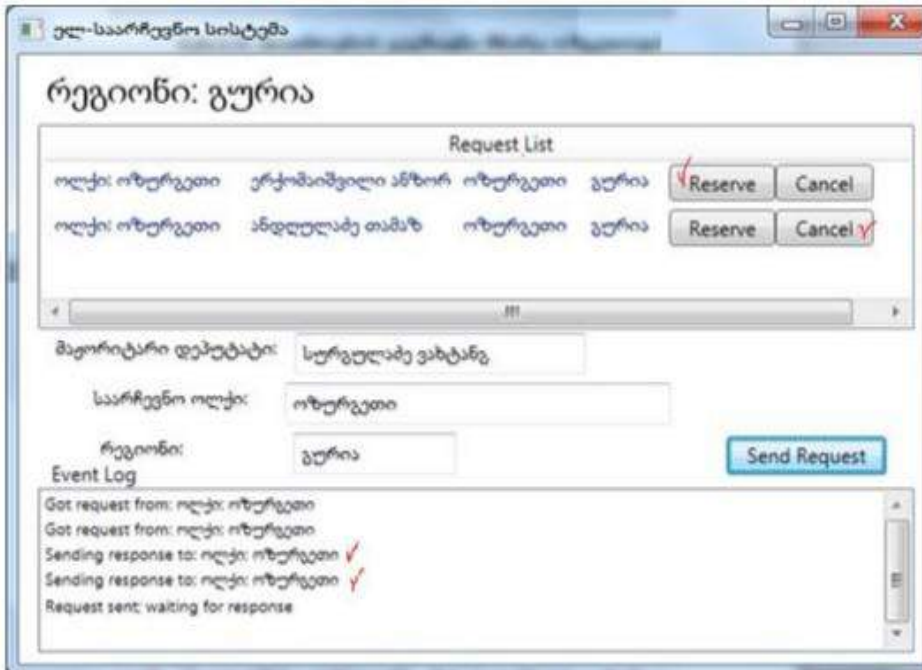 ელ-საარჩევნო სისტემა
რეგიონი: გურია
Request List
ოლქი: ოზურგეთი ერქომაიშვილი ანზორ ოზურგეთი გურია Reserve Cancel
ოლქი: ოზურგეთი ანდღულაძე თამაზ ოზურგეთი გურია Reserve Cancel
მაჟორიტარი დეპუტატი: სურგულაძე ვახტანგ
საარჩევნო ოლქი: ოზურგეთი
რეგიონი: გურია Send Request
Event Log
Got request from: ოლქი: ოზურგეთი
Got request from: ოლქი: ოზურგეთი
Sending response to: ოლქი: ოზურგეთი
Sending response to: ოლქი: ოზურგეთი
Request sent; waiting for response